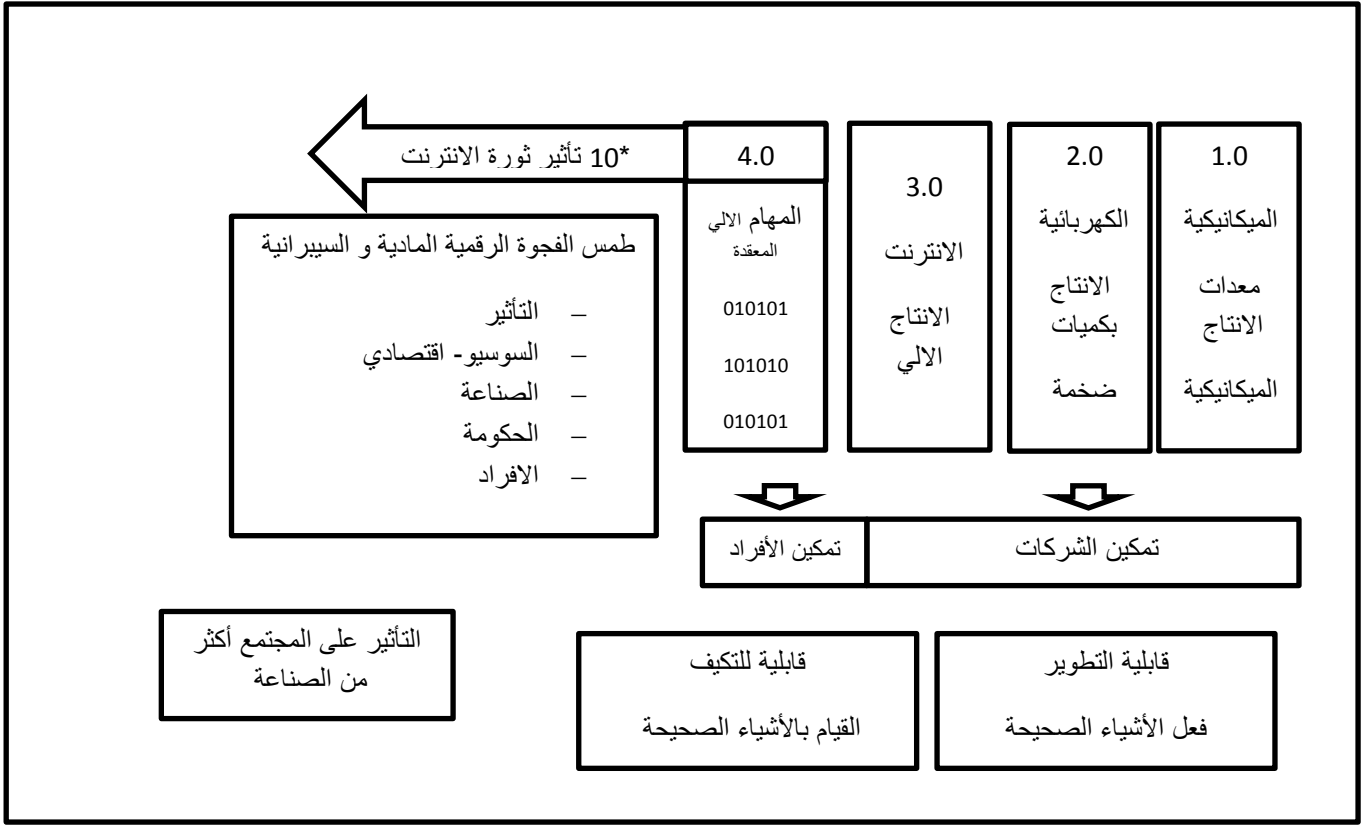 1.0
الميكانيكية
معدات
الانتاج
الميكانيكية
2.0
الكهربائية
الانتاج
بكميات
ضخمة
3.0
الانترنت
الانتاج
الالي
4.0
المهام الالي
المعقدة
010101
101010
010101
10* تأثير ثورة الانترنت
طمس الفجوة الرقمية المادية و السيبرانية
– التأثير
– السوسيو- اقتصادي
– الصناعة
– الحكومة
– الافراد
تمكين الشركات
تمكين الأفراد
قابلية التطوير
فعل الأشياء الصحيحة
قابلية للتكيف
القيام بالأشياء الصحيحة
التأثير على المجتمع أكثر
من الصناعة